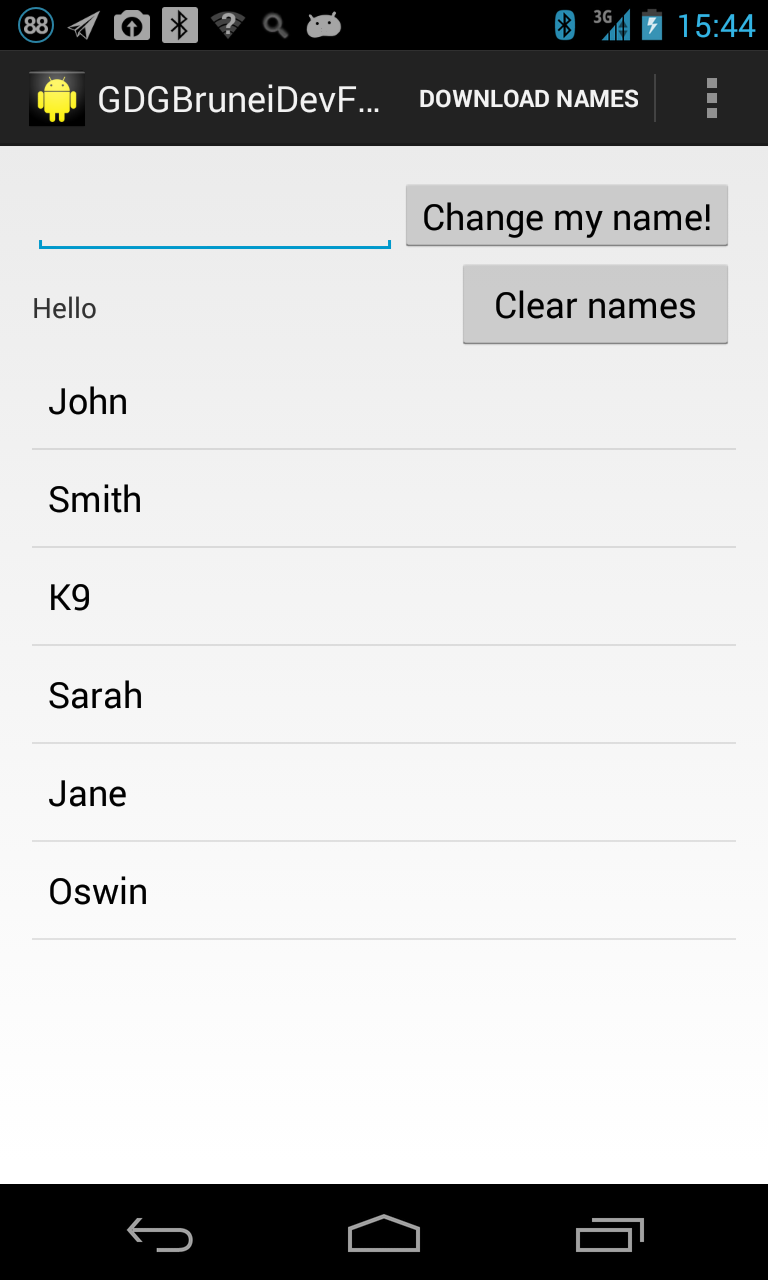 88 3G 15:44
GDGBruneiDevF... DOWNLOAD NAMES
Change my name!
Hello Clear names
John
Smith
K9
Sarah
Jane
Oswin